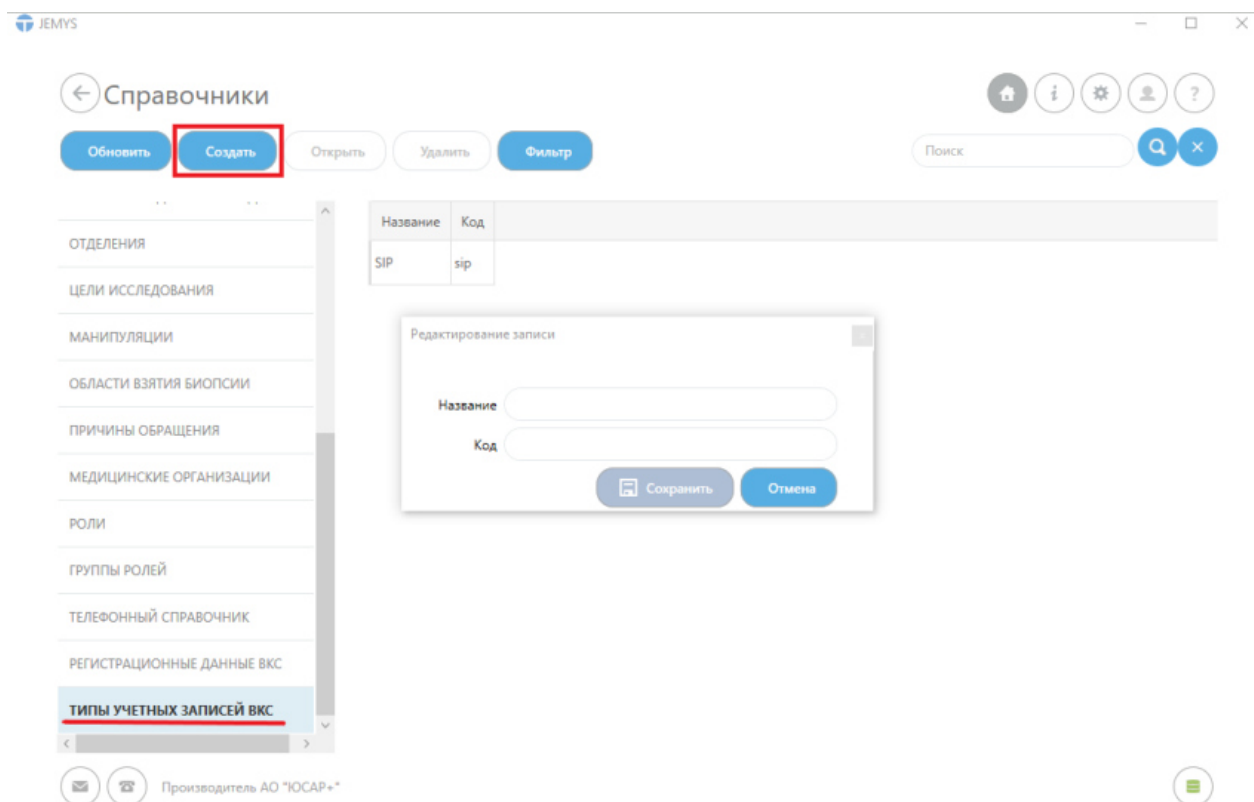 JEMYS
Справочники
Обновить Создать Открыть Удалить Фильтр Поиск
Название Код
SIP sip
ОТДЕЛЕНИЯ
ЦЕЛИ ИССЛЕДОВАНИЯ
МАНИПУЛЯЦИИ
ОБЛАСТИ ВЗЯТИЯ БИОПСИИ
ПРИЧИНЫ ОБРАЩЕНИЯ
МЕДИЦИНСКИЕ ОРГАНИЗАЦИИ
РОЛИ
ГРУППЫ РОЛЕЙ
ТЕЛЕФОННЫЙ СПРАВОЧНИК
РЕГИСТРАЦИОННЫЕ ДАННЫЕ ВКС
ТИПЫ УЧЕТНЫХ ЗАПИСЕЙ ВКС
Редактирование записи
Название
Код
Сохранить Отмена
Производитель АО "ЮСАР+"